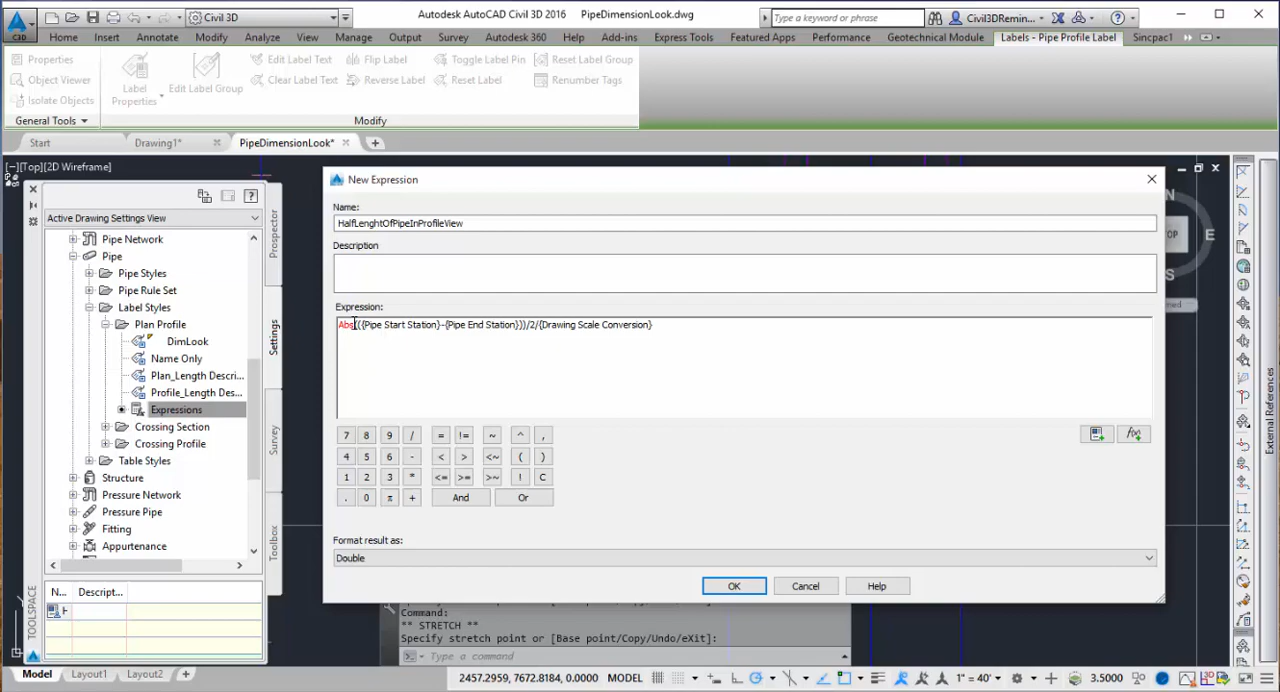 C3D
Civil 3D
Autodesk AutoCAD Civil 3D 2016 PipeDimensionLook.dwg
Type a keyword or phrase
Civil3DRemin...
Home Insert Annotate Modify Analyze View Manage Output Survey Autodesk 360 Help Add-ins Express Tools Featured Apps Performance Geotechnical Module Labels - Pipe Profile Label Sincpac1
Properties
Object Viewer
Isolate Objects
Label Properties
Edit Label Group
Edit Label Text
Clear Label Text
Flip Label
Reverse Label
Toggle Label Pin
Reset Label
Reset Label Group
Renumber Tags
General Tools
Modify
Start Drawing1* PipeDimensionLook*
[−][Top][2D Wireframe]
Active Drawing Settings View
Pipe Network
Pipe
Pipe Styles
Pipe Rule Set
Label Styles
Plan Profile
DimLook
Name Only
Plan_Length Descri...
Profile_Length Des...
Expressions
Crossing Section
Crossing Profile
Table Styles
Structure
Pressure Network
Pressure Pipe
Fitting
Appurtenance
N... Descript...
TOOLSPACE
Prospector
Settings
Survey
Toolbox
New Expression
Name:
HalfLenghtOfPipeInProfileView
Description
Expression:
Abs(({Pipe Start Station}-{Pipe End Station}))/2/{Drawing Scale Conversion}
7 8 9 / = != ~ ^ ,
4 5 6 - < > <~ ( )
1 2 3 * <= >= >~ ! C
. 0 π + And Or
Format result as:
Double
OK Cancel Help
N
E
S
OP
med
External References
Command:
** STRETCH **
Specify stretch point or [Base point/Copy/Undo/eXit]:
Type a command
Model Layout1 Layout2 +
2457.2959, 7672.8184, 0.0000 MODEL 1" = 40' 3.5000